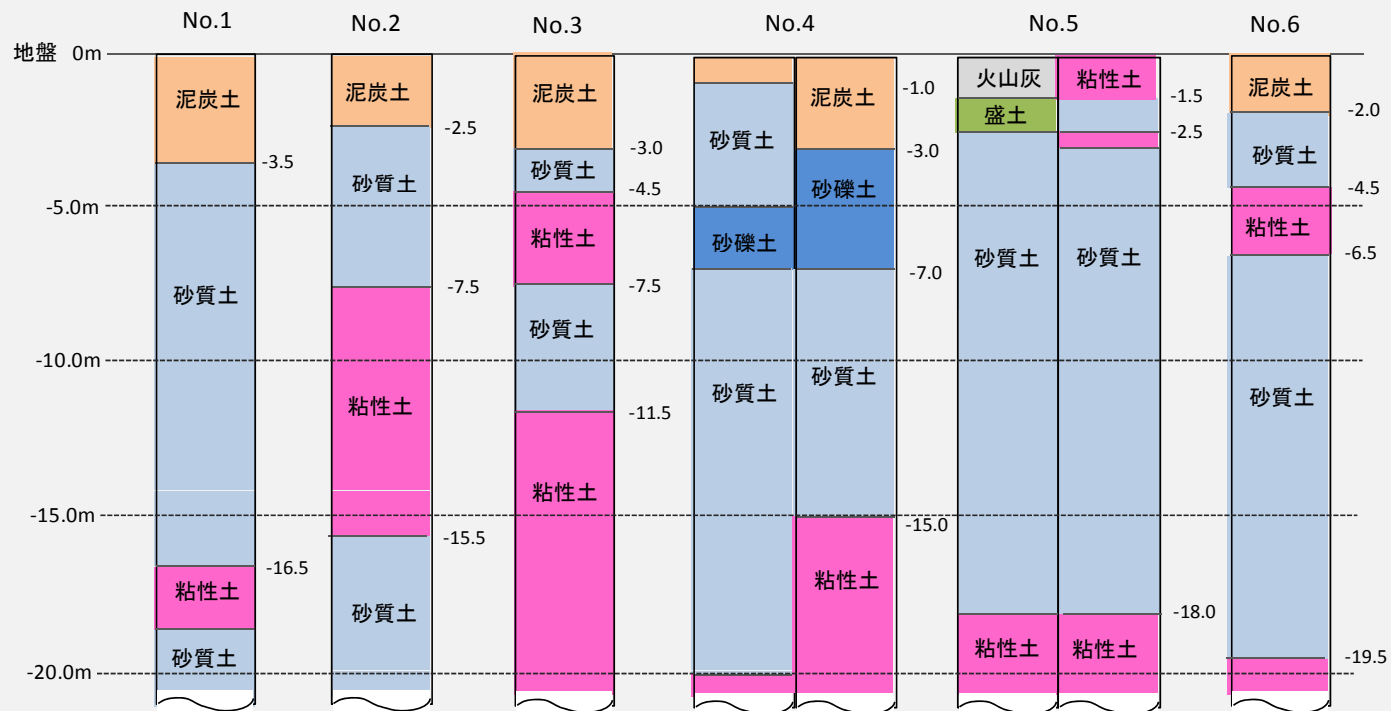 No.1 No.2 No.3 No.4 No.5 No.6
地盤 0m
泥炭土
-3.5
砂質土
-16.5
粘性土
砂質土
泥炭土
-2.5
砂質土
-7.5
粘性土
-15.5
砂質土
泥炭土
-3.0
砂質土
-4.5
粘性土
-7.5
砂質土
-11.5
粘性土
砂質土
砂礫土
砂質土
泥炭土
-1.0
-3.0
砂礫土
-7.0
砂質土
-15.0
粘性土
火山灰
盛土
砂質土
粘性土
粘性土
-1.5
-2.5
砂質土
-18.0
粘性土
泥炭土
-2.0
砂質土
-4.5
粘性土
-6.5
砂質土
-19.5
-5.0m
-10.0m
-15.0m
-20.0m